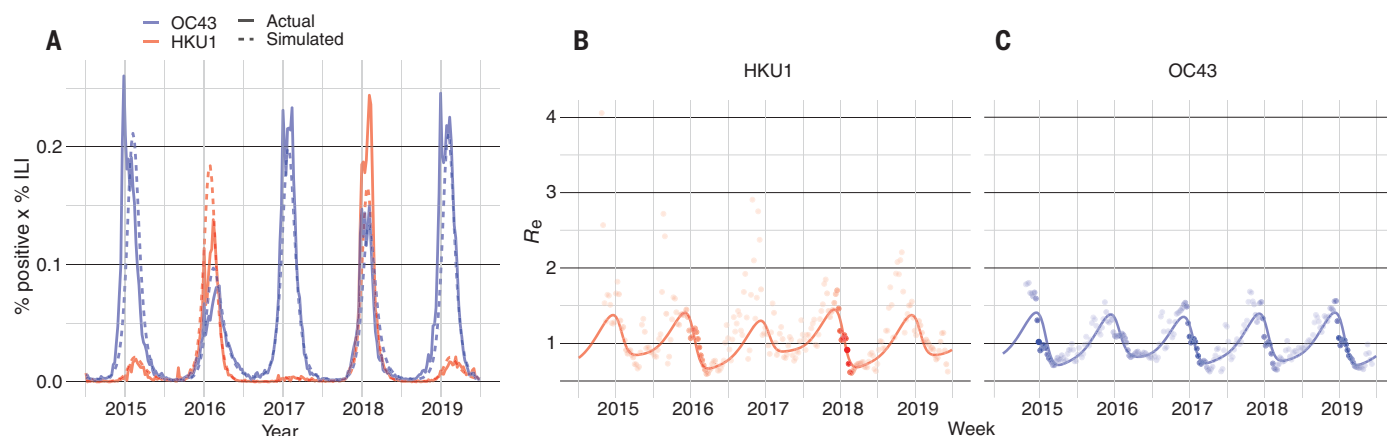 OC43 Actual
HKU1 Simulated
A
% positive x % ILI
0.2
0.1
0.0
2015 2016 2017 2018 2019
Year
B
HKU1
Re
4
3
2
1
2015 2016 2017 2018 2019
C
OC43
2015 2016 2017 2018 2019
Week